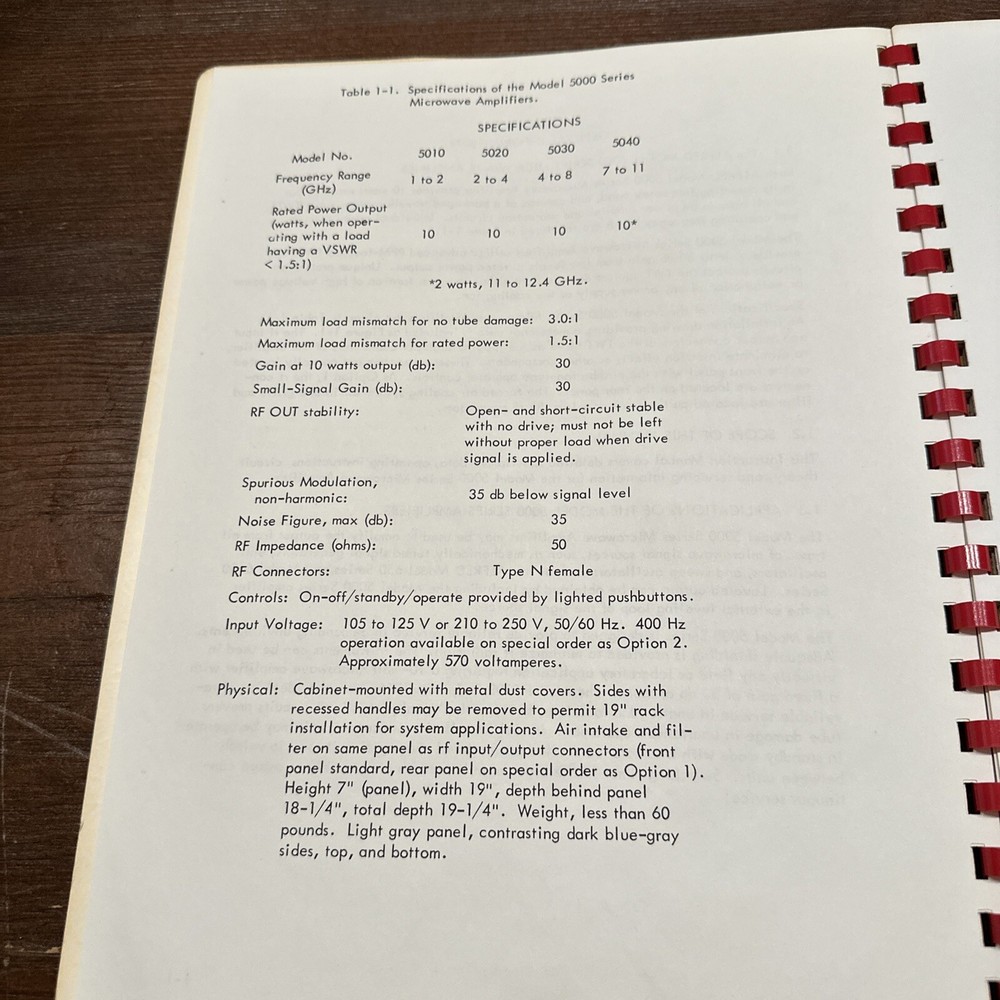 Table 1-1. Specifications of the Model 5000 Series
Microwave Amplifiers.
SPECIFICATIONS
Model No. 5010 5020 5030 5040
Frequency Range
(GHz) 1 to 2 2 to 4 4 to 8 7 to 11
Rated Power Output
(watts, when oper-
ating with a load 10 10 10 10*
having a VSWR
< 1.5:1)
*2 watts, 11 to 12.4 GHz.
Maximum load mismatch for no tube damage: 3.0:1
Maximum load mismatch for rated power: 1.5:1
Gain at 10 watts output (db): 30
Small-Signal Gain (db): 30
RF OUT stability: Open- and short-circuit stable
with no drive; must not be left
without proper load when drive
signal is applied.
Spurious Modulation,
non-harmonic: 35 db below signal level
Noise Figure, max (db): 35
RF Impedance (ohms): 50
RF Connectors: Type N female
Controls: On-off/standby/operate provided by lighted pushbuttons.
Input Voltage: 105 to 125 V or 210 to 250 V, 50/60 Hz. 400 Hz
operation available on special order as Option 2.
Approximately 570 voltamperes.
Physical: Cabinet-mounted with metal dust covers. Sides with
recessed handles may be removed to permit 19" rack
installation for system applications. Air intake and fil-
ter on same panel as rf input/output connectors (front
panel standard, rear panel on special order as Option 1).
Height 7" (panel), width 19", depth behind panel
18-1/4", total depth 19-1/4". Weight, less than 60
pounds. Light gray panel, contrasting dark blue-gray
sides, top, and bottom.